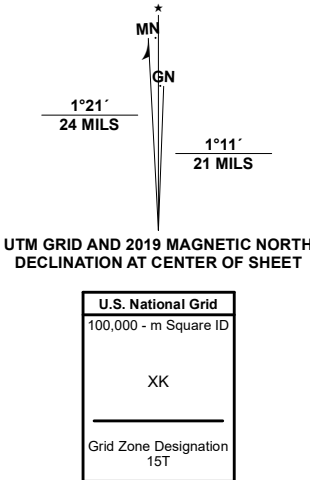 ★
MN
GN
1°21´
24 MILS
1°11´
21 MILS
UTM GRID AND 2019 MAGNETIC NORTH
DECLINATION AT CENTER OF SHEET
U.S. National Grid
100,000 - m Square ID
XK
Grid Zone Designation
15T